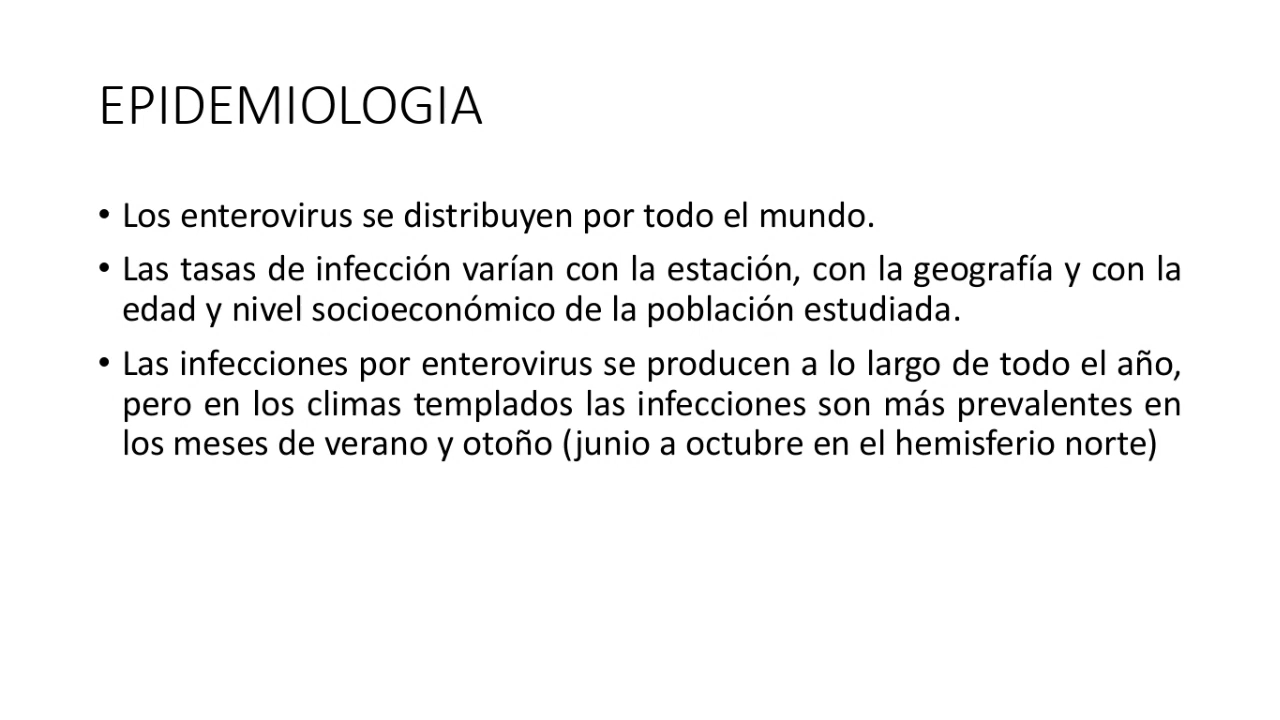 EPIDEMIOLOGIA
• Los enterovirus se distribuyen por todo el mundo.
• Las tasas de infección varían con la estación, con la geografía y con la
edad y nivel socioeconómico de la población estudiada.
• Las infecciones por enterovirus se producen a lo largo de todo el año,
pero en los climas templados las infecciones son más prevalentes en
los meses de verano y otoño (junio a octubre en el hemisferio norte)